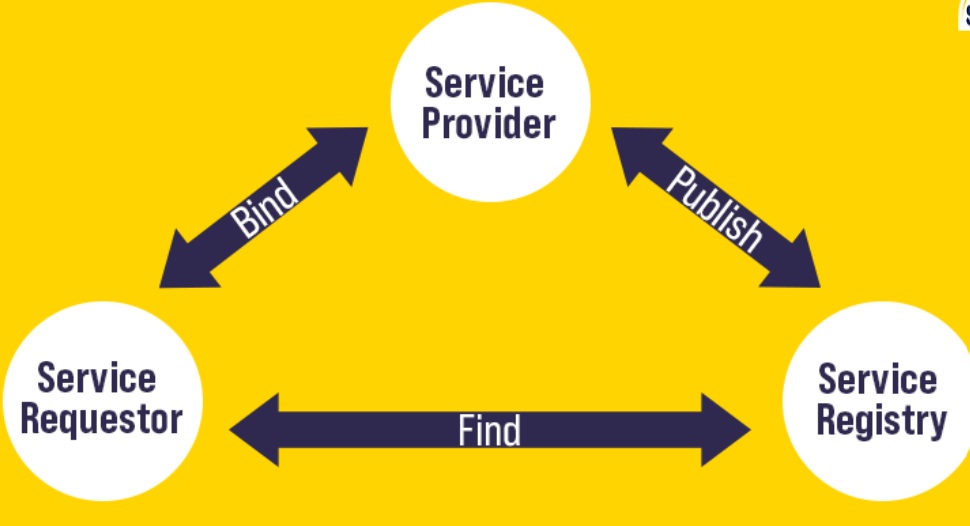 Service
Provider
Bind
Publish
Service
Requestor
Find
Service
Registry